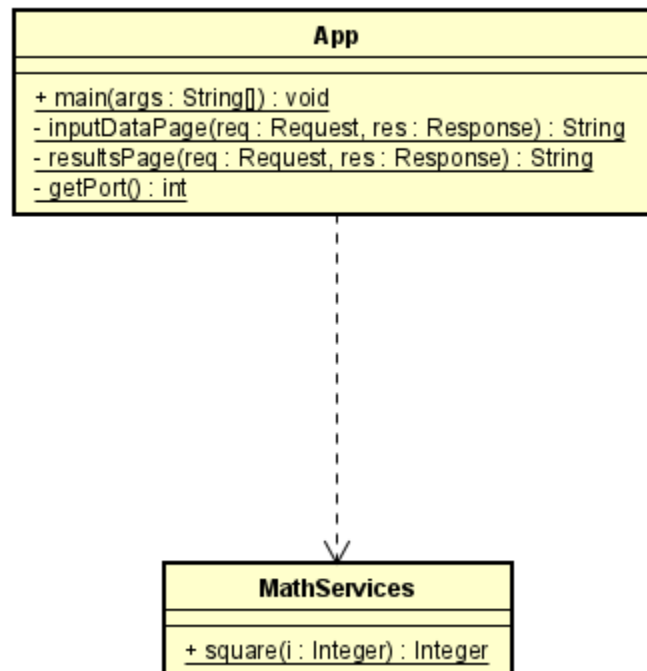 App
+ main(args : String[]) : void
- inputDataPage(req : Request, res : Response) : String
- resultsPage(req : Request, res : Response) : String
- getPort() : int
MathServices
+ square(i : Integer) : Integer